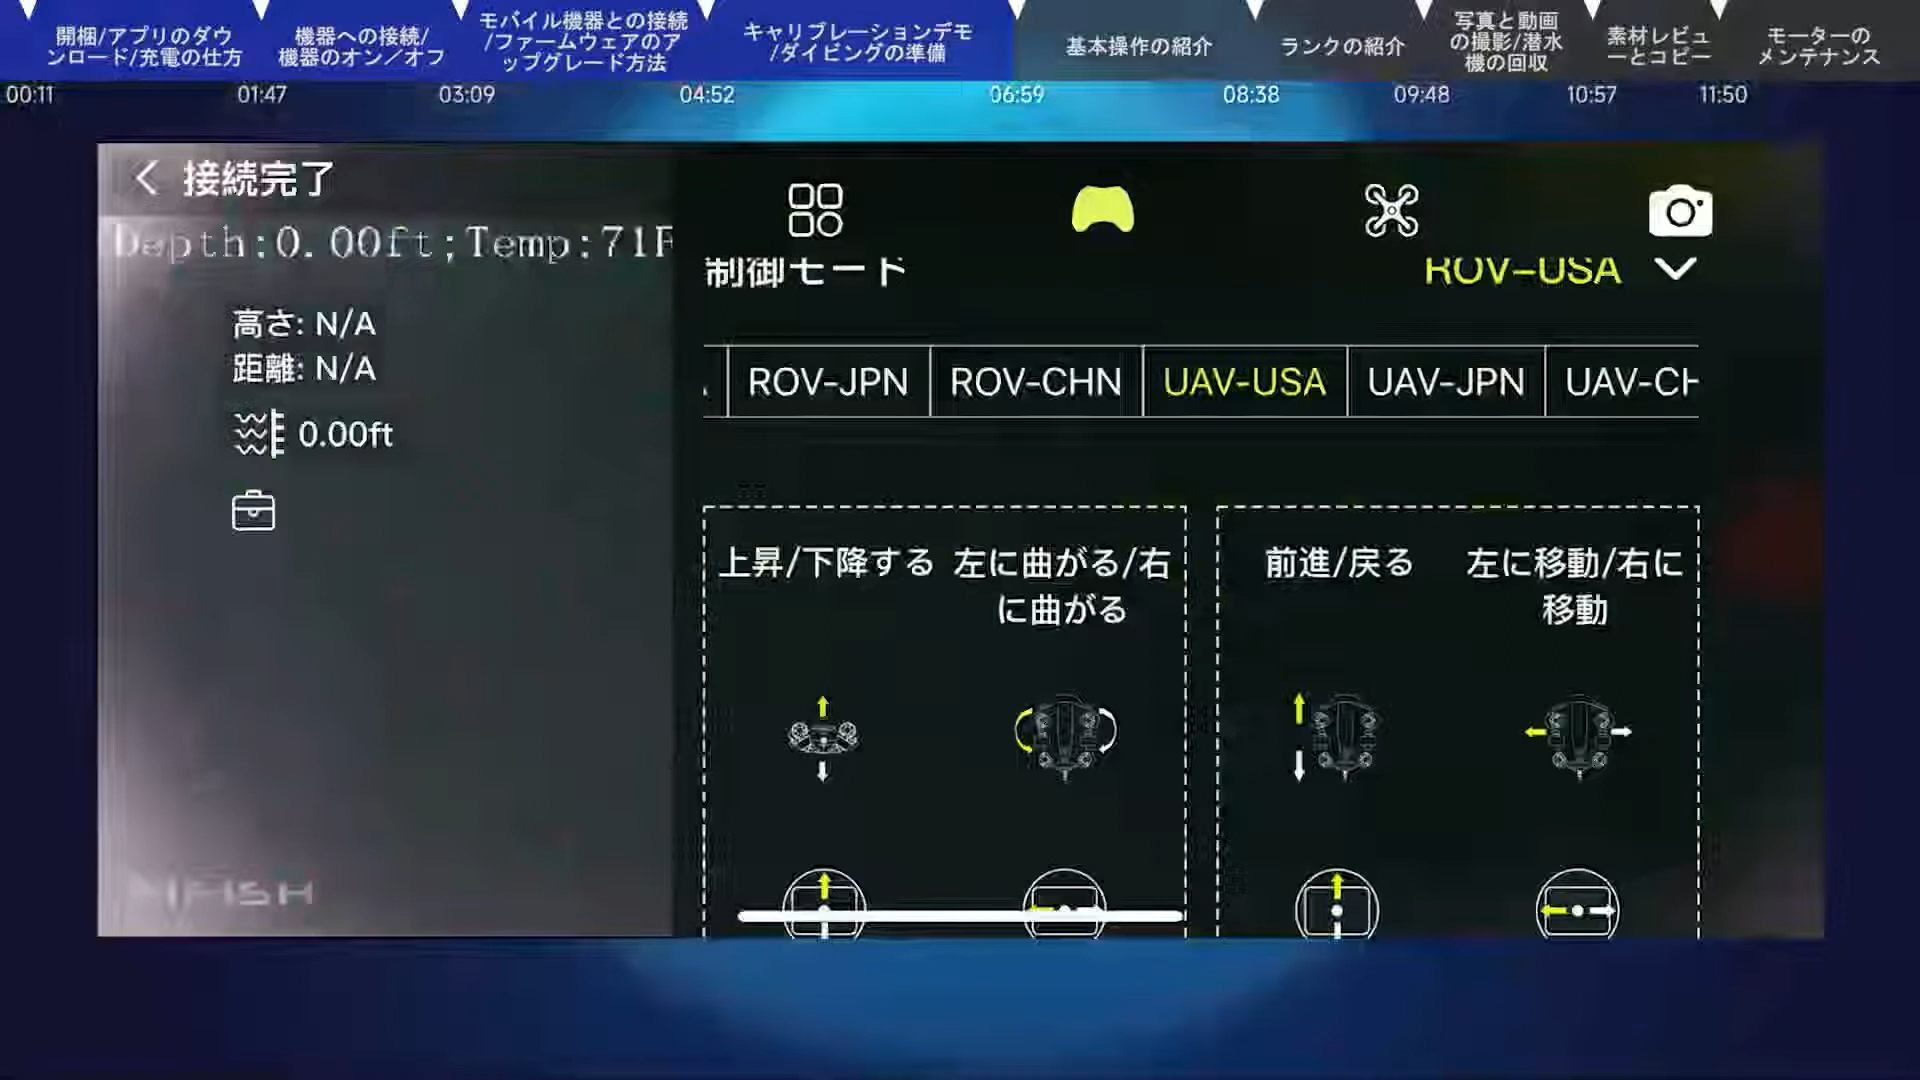 開梱/アプリのダウ
ンロード/充電の仕方
機器への接続/
機器のオン/オフ
モバイル機器との接続
/ファームウェアのア
ップグレード方法
キャリブレーションデモ
/ダイビングの準備
基本操作の紹介
ランクの紹介
写真と動画
の撮影/潜水
機の回収
素材レビュ
ーとコピー
モーターの
メンテナンス
00:11
01:47
03:09
04:52
06:59
08:38
09:48
10:57
11:50
接続完了
Depth:0.00ft;Temp:71F
高さ: N/A
距離: N/A
0.00ft
制御モード
ROV-USA
ROV-JPN
ROV-CHN
UAV-USA
UAV-JPN
UAV-CH
上昇/下降する
左に曲がる/右
に曲がる
前進/戻る
左に移動/右に
移動